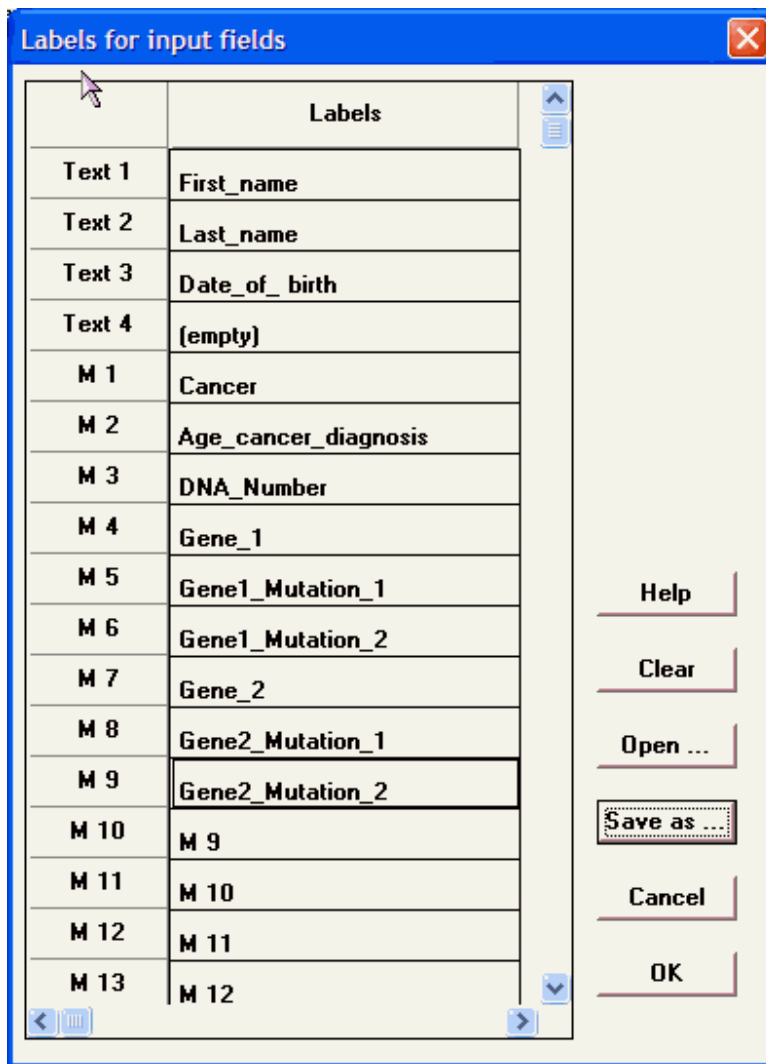 Labels for input fields
Labels
Text 1 First_name
Text 2 Last_name
Text 3 Date_of_ birth
Text 4 (empty)
M 1 Cancer
M 2 Age_cancer_diagnosis
M 3 DNA_Number
M 4 Gene_1
M 5 Gene1_Mutation_1
M 6 Gene1_Mutation_2
M 7 Gene_2
M 8 Gene2_Mutation_1
M 9 Gene2_Mutation_2
M 10 M 9
M 11 M 10
M 12 M 11
M 13 M 12
Help
Clear
Open ...
Save as ...
Cancel
OK